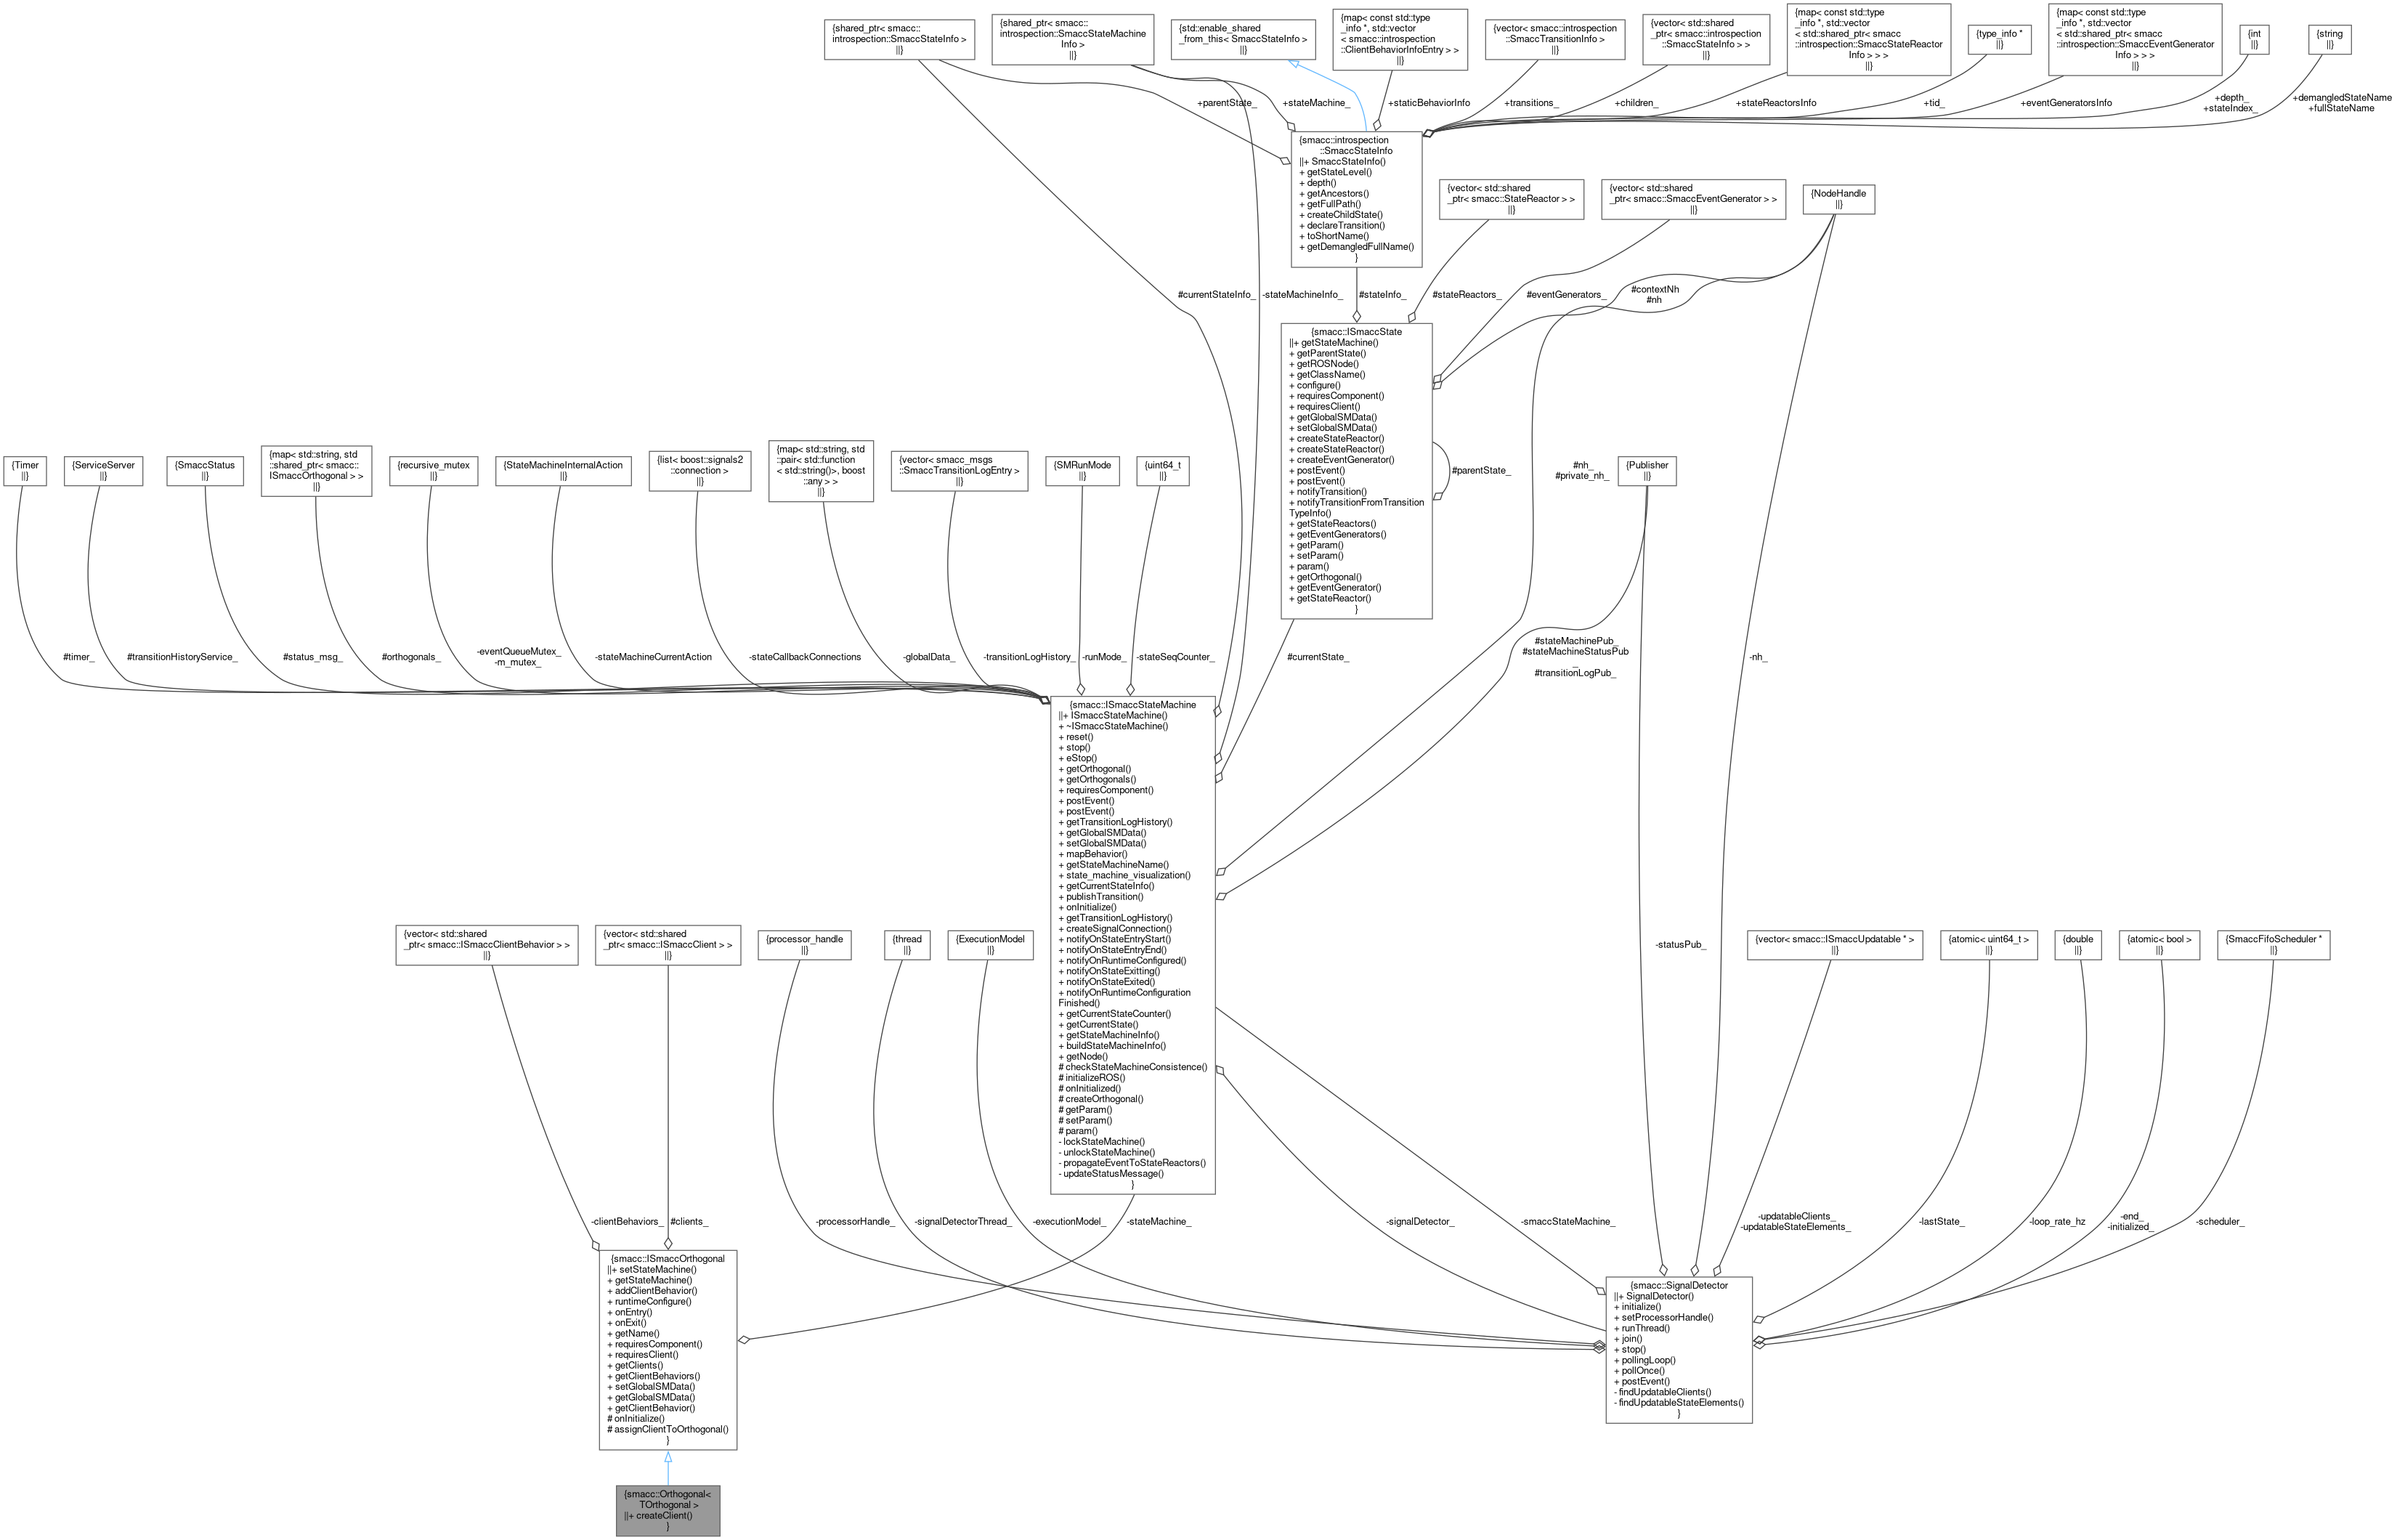 {shared_ptr< smacc::
introspection::SmaccStateInfo >
||}
{shared_ptr< smacc::
introspection::SmaccStateMachine
Info >
||}
{std::enable_shared
_from_this< SmaccStateInfo >
||}
{map< const std::type
_info *, std::vector
< smacc::introspection
::ClientBehaviorInfoEntry > >
||}
{vector< smacc::introspection
::SmaccTransitionInfo >
||}
{vector< std::shared
_ptr< smacc::introspection
::SmaccStateInfo > >
||}
{map< const std::type
_info *, std::vector
< std::shared_ptr< smacc
::introspection::SmaccStateReactor
Info > > >
||}
{type_info *
||}
{map< const std::type
_info *, std::vector
< std::shared_ptr< smacc
::introspection::SmaccEventGenerator
Info > > >
||}
{int
||}
{string
||}
+parentState_
+stateMachine_
+staticBehaviorInfo
+transitions_
+children_
+stateReactorsInfo
+tid_
+eventGeneratorsInfo
+depth_
+stateIndex_
+demangledStateName
+fullStateName
{smacc::introspection
::SmaccStateInfo
||+ SmaccStateInfo()
+ getStateLevel()
+ depth()
+ getAncestors()
+ getFullPath()
+ createChildState()
+ declareTransition()
+ toShortName()
+ getDemangledFullName()
}
{vector< std::shared
_ptr< smacc::StateReactor > >
||}
{vector< std::shared
_ptr< smacc::SmaccEventGenerator > >
||}
{NodeHandle
||}
#currentStateInfo_
-stateMachineInfo_
#stateInfo_
#stateReactors_
#eventGenerators_
#contextNh
#nh
{smacc::ISmaccState
||+ getStateMachine()
+ getParentState()
+ getROSNode()
+ getClassName()
+ configure()
+ requiresComponent()
+ requiresClient()
+ getGlobalSMData()
+ setGlobalSMData()
+ createStateReactor()
+ createStateReactor()
+ createEventGenerator()
+ postEvent()
+ postEvent()
+ notifyTransition()
+ notifyTransitionFromTransition
TypeInfo()
+ getStateReactors()
+ getEventGenerators()
+ getParam()
+ setParam()
+ param()
+ getOrthogonal()
+ getEventGenerator()
+ getStateReactor()
}
#parentState_
#nh_
#private_nh_
{Publisher
||}
{Timer
||}
{ServiceServer
||}
{SmaccStatus
||}
{map< std::string, std
::shared_ptr< smacc::
ISmaccOrthogonal > >
||}
{recursive_mutex
||}
{StateMachineInternalAction
||}
{list< boost::signals2
::connection >
||}
{map< std::string, std
::pair< std::function
< std::string()>, boost
::any > >
||}
{vector< smacc_msgs
::SmaccTransitionLogEntry >
||}
{SMRunMode
||}
{uint64_t
||}
#timer_
#transitionHistoryService_
#status_msg_
#orthogonals_
-eventQueueMutex_
-m_mutex_
-stateMachineCurrentAction
-stateCallbackConnections
-globalData_
-transitionLogHistory_
-runMode_
-stateSeqCounter_
#currentState_
#stateMachinePub_
#stateMachineStatusPub
_
#transitionLogPub_
-nh_
{smacc::ISmaccStateMachine
||+ ISmaccStateMachine()
+ ~ISmaccStateMachine()
+ reset()
+ stop()
+ eStop()
+ getOrthogonal()
+ getOrthogonals()
+ requiresComponent()
+ postEvent()
+ postEvent()
+ getTransitionLogHistory()
+ getGlobalSMData()
+ setGlobalSMData()
+ mapBehavior()
+ getStateMachineName()
+ state_machine_visualization()
+ getCurrentStateInfo()
+ publishTransition()
+ onInitialize()
+ getTransitionLogHistory()
+ createSignalConnection()
+ notifyOnStateEntryStart()
+ notifyOnStateEntryEnd()
+ notifyOnRuntimeConfigured()
+ notifyOnStateExitting()
+ notifyOnStateExited()
+ notifyOnRuntimeConfiguration
Finished()
+ getCurrentStateCounter()
+ getCurrentState()
+ getStateMachineInfo()
+ buildStateMachineInfo()
+ getNode()
# checkStateMachineConsistence()
# initializeROS()
# onInitialized()
# createOrthogonal()
# getParam()
# setParam()
# param()
- lockStateMachine()
- unlockStateMachine()
- propagateEventToStateReactors()
- updateStatusMessage()
}
{vector< std::shared
_ptr< smacc::ISmaccClientBehavior > >
||}
{vector< std::shared
_ptr< smacc::ISmaccClient > >
||}
{processor_handle
||}
{thread
||}
{ExecutionModel
||}
-statusPub_
{vector< smacc::ISmaccUpdatable * >
||}
{atomic< uint64_t >
||}
{double
||}
{atomic< bool >
||}
{SmaccFifoScheduler *
||}
-clientBehaviors_
#clients_
-processorHandle_
-signalDetectorThread_
-executionModel_
-stateMachine_
-signalDetector_
-smaccStateMachine_
-updatableClients_
-updatableStateElements_
-lastState_
-loop_rate_hz
-end_
-initialized_
-scheduler_
{smacc::ISmaccOrthogonal
||+ setStateMachine()
+ getStateMachine()
+ addClientBehavior()
+ runtimeConfigure()
+ onEntry()
+ onExit()
+ getName()
+ requiresComponent()
+ requiresClient()
+ getClients()
+ getClientBehaviors()
+ setGlobalSMData()
+ getGlobalSMData()
+ getClientBehavior()
# onInitialize()
# assignClientToOrthogonal()
}
{smacc::SignalDetector
||+ SignalDetector()
+ initialize()
+ setProcessorHandle()
+ runThread()
+ join()
+ stop()
+ pollingLoop()
+ pollOnce()
+ postEvent()
- findUpdatableClients()
- findUpdatableStateElements()
}
{smacc::Orthogonal<
TOrthogonal >
||+ createClient()
}